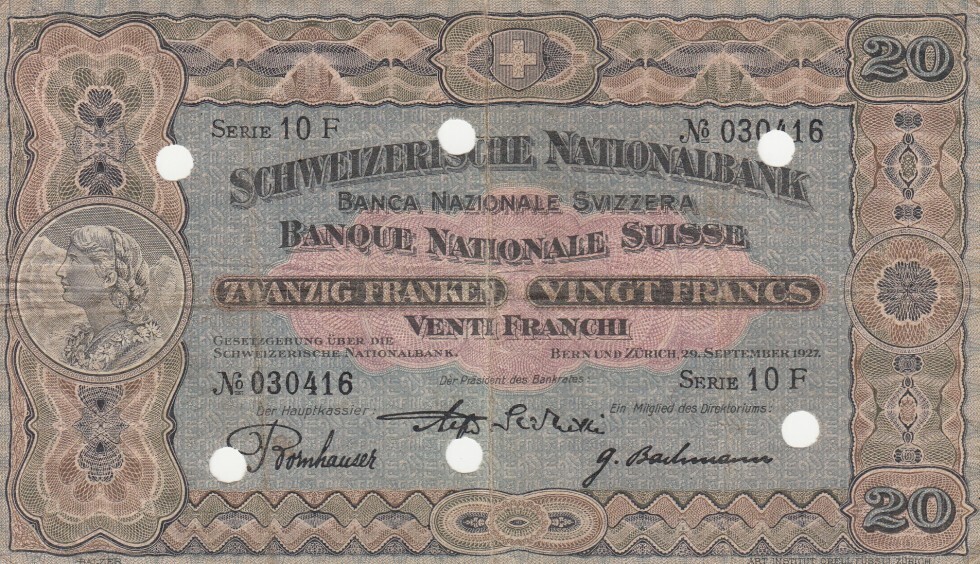 20
SERIE 10 F
№ 030416
SCHWEIZERISCHE NATIONALBANK
BANCA NAZIONALE SVIZZERA
BANQUE NATIONALE SUISSE
ZWANZIG FRANKEN VINGT FRANCS
VENTI FRANCHI
GESETZGEBUNG ÜBER DIE
SCHWEIZERISCHE NATIONALBANK.
BERN UND ZÜRICH, 29. SEPTEMBER 1927.
№ 030416
Der Präsident des Bankrates:
SERIE 10 F
Der Hauptkassier:
Ein Mitglied des Direktoriums:
Bornhauser
G. Bachmann
20
BALZER
ART. INSTITUT ORELL FÜSSLI ZÜRICH